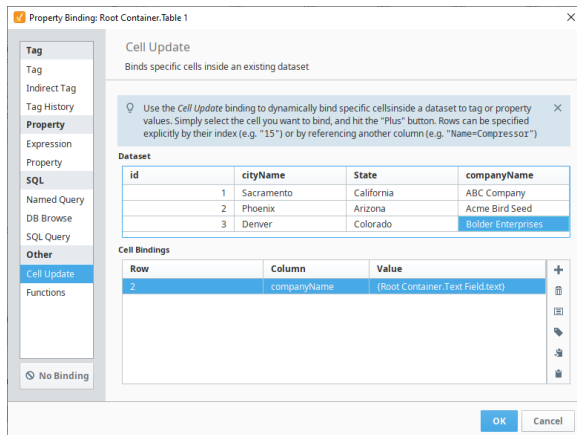 Property Binding: Root Container.Table 1
Tag
Tag
Indirect Tag
Tag History
Property
Expression
Property
SQL
Named Query
DB Browse
SQL Query
Other
Cell Update
Functions
No Binding
Cell Update
Binds specific cells inside an existing dataset
Use the Cell Update binding to dynamically bind specific cellsinside a dataset to tag or property
values. Simply select the cell you want to bind, and hit the "Plus" button. Rows can be specified
explicitly by their index (e.g. "15") or by referencing another column (e.g. "Name=Compressor")
Dataset
id cityName State companyName
1 Sacramento California ABC Company
2 Phoenix Arizona Acme Bird Seed
3 Denver Colorado Bolder Enterprises
Cell Bindings
Row Column Value
2 companyName {Root Container.Text Field.text}
OK Cancel